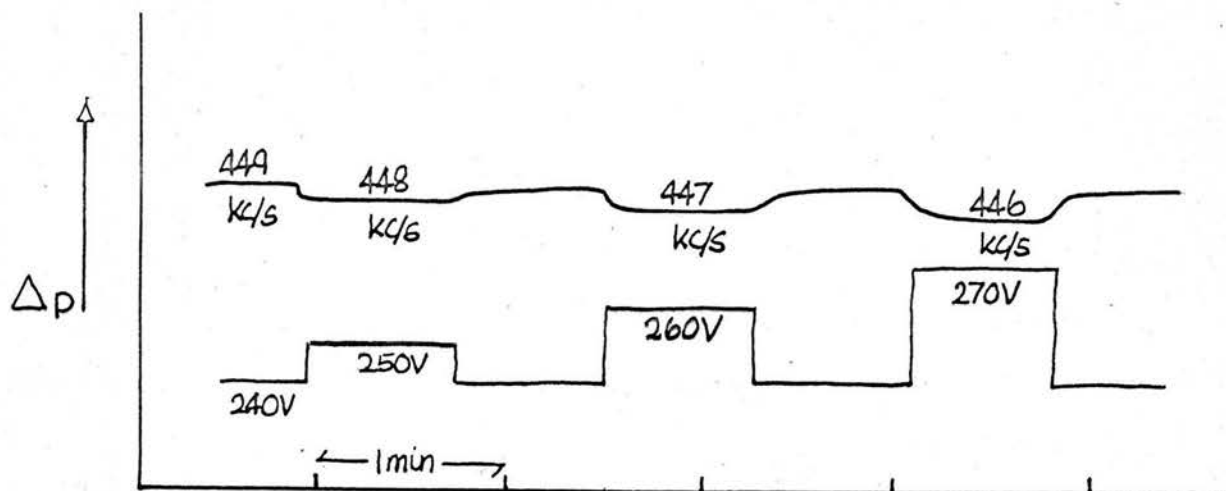 449
KC/S
448
KC/S
447
KC/S
446
KC/S
Δp
240V
250V
260V
270V
1min